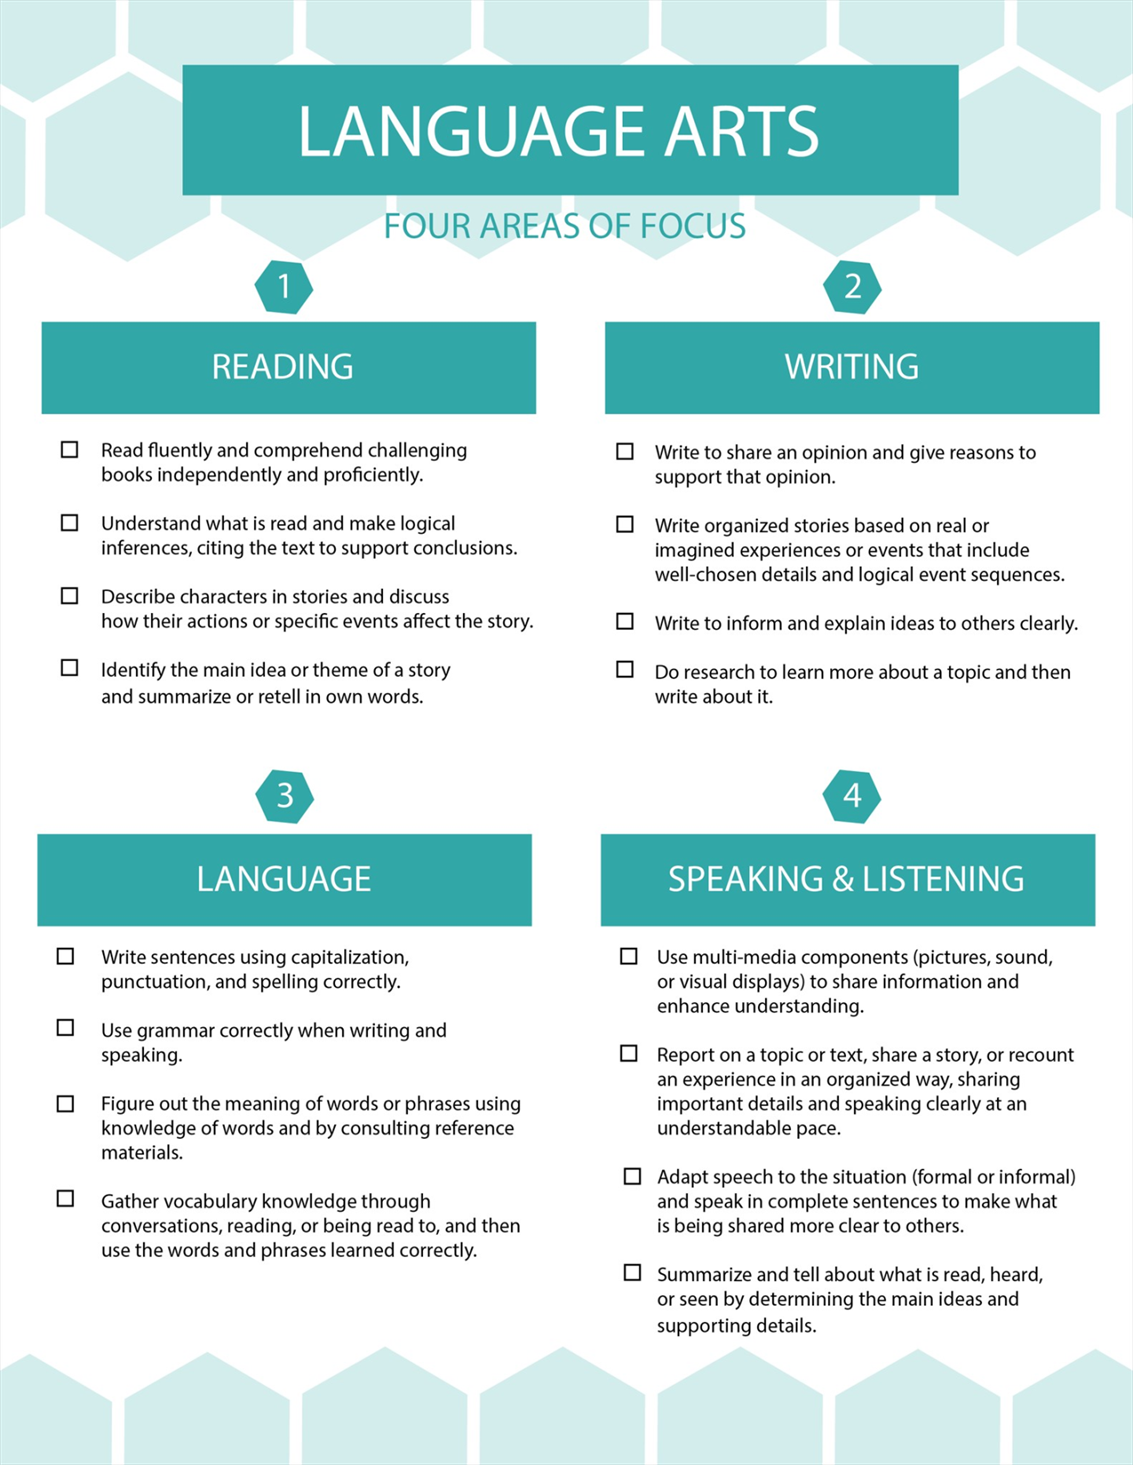 LANGUAGE ARTS
FOUR AREAS OF FOCUS
1
READING
Read fluently and comprehend challenging
books independently and proficiently.
Understand what is read and make logical
inferences, citing the text to support conclusions.
Describe characters in stories and discuss
how their actions or specific events affect the story.
Identify the main idea or theme of a story
and summarize or retell in own words.
2
WRITING
Write to share an opinion and give reasons to
support that opinion.
Write organized stories based on real or
imagined experiences or events that include
well-chosen details and logical event sequences.
Write to inform and explain ideas to others clearly.
Do research to learn more about a topic and then
write about it.
3
LANGUAGE
Write sentences using capitalization,
punctuation, and spelling correctly.
Use grammar correctly when writing and
speaking.
Figure out the meaning of words or phrases using
knowledge of words and by consulting reference
materials.
Gather vocabulary knowledge through
conversations, reading, or being read to, and then
use the words and phrases learned correctly.
4
SPEAKING & LISTENING
Use multi-media components (pictures, sound,
or visual displays) to share information and
enhance understanding.
Report on a topic or text, share a story, or recount
an experience in an organized way, sharing
important details and speaking clearly at an
understandable pace.
Adapt speech to the situation (formal or informal)
and speak in complete sentences to make what
is being shared more clear to others.
Summarize and tell about what is read, heard,
or seen by determining the main ideas and
supporting details.